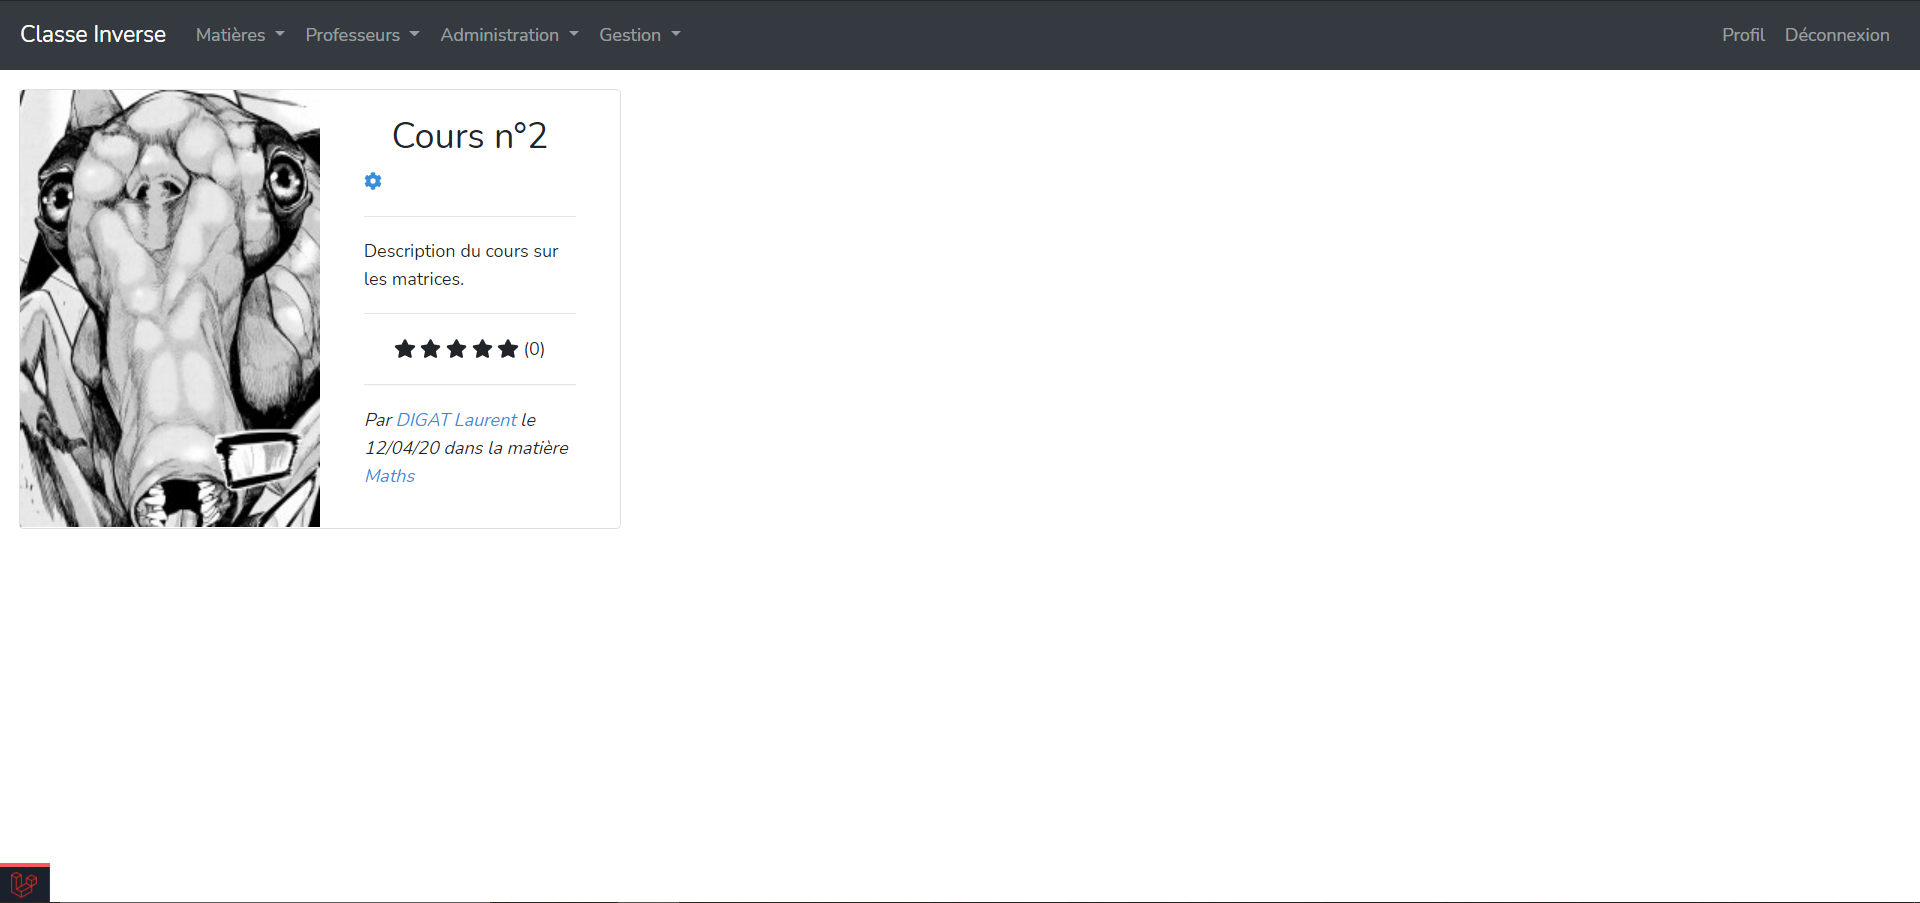 Classe Inverse Matières Professeurs Administration Gestion Profil Déconnexion
Cours n°2
Description du cours sur
les matrices.
(0)
Par DIGAT Laurent le
12/04/20 dans la matière
Maths